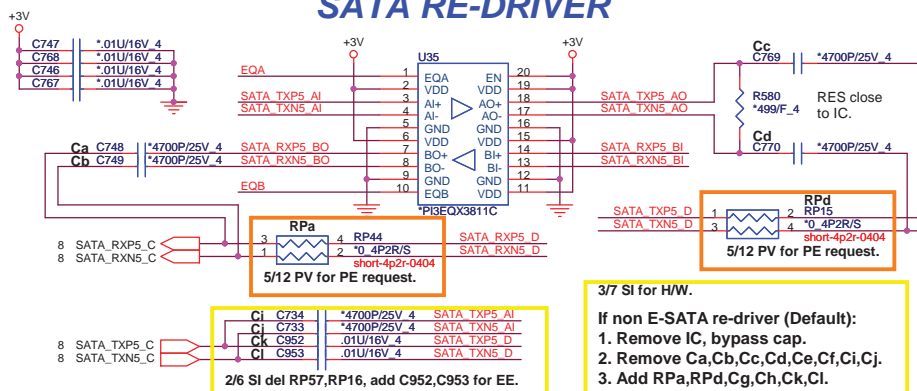 SATA RE-DRIVER
+3V
C747 *.01U/16V_4
C768 *.01U/16V_4
C746 *.01U/16V_4
C767 *.01U/16V_4
+3V
U35
+3V
EQA 1 EQA EN 20
2 VDD VDD 19
SATA_TXP5_AI 3 AI+ AO+ 18 SATA_TXP5_AO
SATA_TXN5_AI 4 AI- AO- 17 SATA_TXN5_AO
5 GND GND 16
6 VDD VDD 15
Ca C748 *4700P/25V_4 SATA_RXP5_BO 7 BO+ BI+ 14 SATA_RXP5_BI
Cb C749 *4700P/25V_4 SATA_RXN5_BO 8 BO- BI- 13 SATA_RXN5_BI
9 GND GND 12
EQB 10 EQB VDD 11
*PI3EQX3811C
Cc
C769 *4700P/25V_4
R580
*499/F_4
RES close
to IC.
Cd
C770 *4700P/25V_4
RPa
8 SATA_RXP5_C 3 4 RP44 SATA_RXP5_D
8 SATA_RXN5_C 1 2 *0_4P2R/S SATA_RXN5_D
short-4p2r-0404
5/12 PV for PE request.
RPd
SATA_TXP5_D 1 2 RP15
SATA_TXN5_D 3 4 *0_4P2R/S
short-4p2r-0404
5/12 PV for PE request.
Ci C734 *4700P/25V_4 SATA_TXP5_AI
Cj C733 *4700P/25V_4 SATA_TXN5_AI
8 SATA_TXP5_C Ck C952 .01U/16V_4 SATA_TXP5_D
8 SATA_TXN5_C Cl C953 .01U/16V_4 SATA_TXN5_D
2/6 SI del RP57,RP16, add C952,C953 for EE.
3/7 SI for H/W.
If non E-SATA re-driver (Default):
1. Remove IC, bypass cap.
2. Remove Ca,Cb,Cc,Cd,Ce,Cf,Ci,Cj.
3. Add RPa,RPd,Cg,Ch,Ck,Cl.